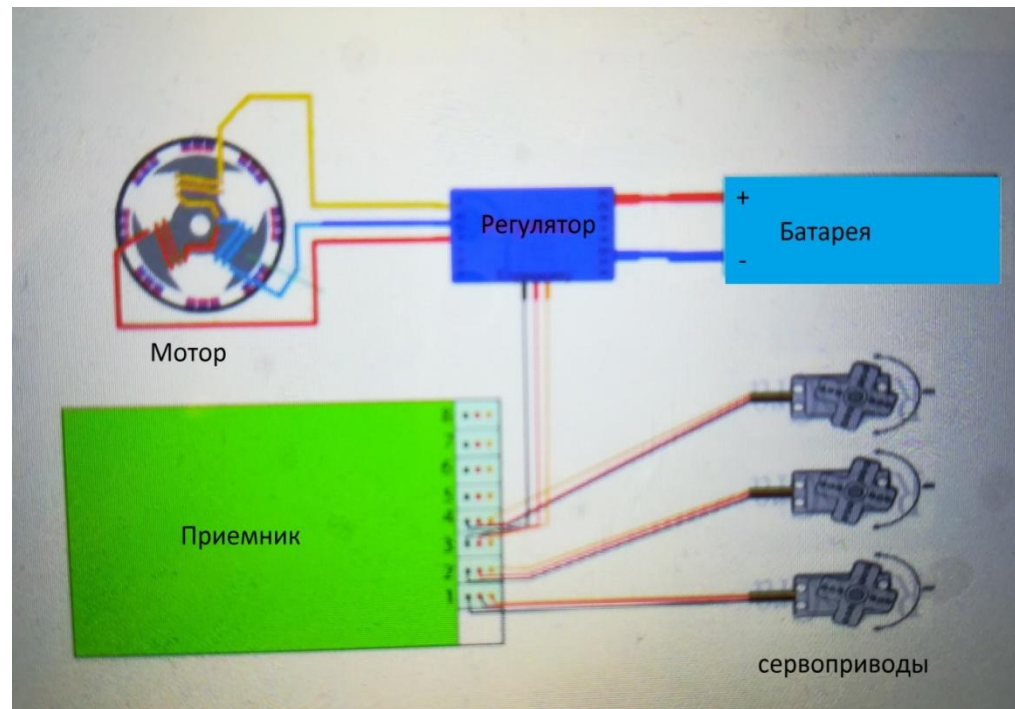 Регулятор
+
Батарея
-
Мотор
8
7
6
5
4
3
2
1
Приемник
сервоприводы